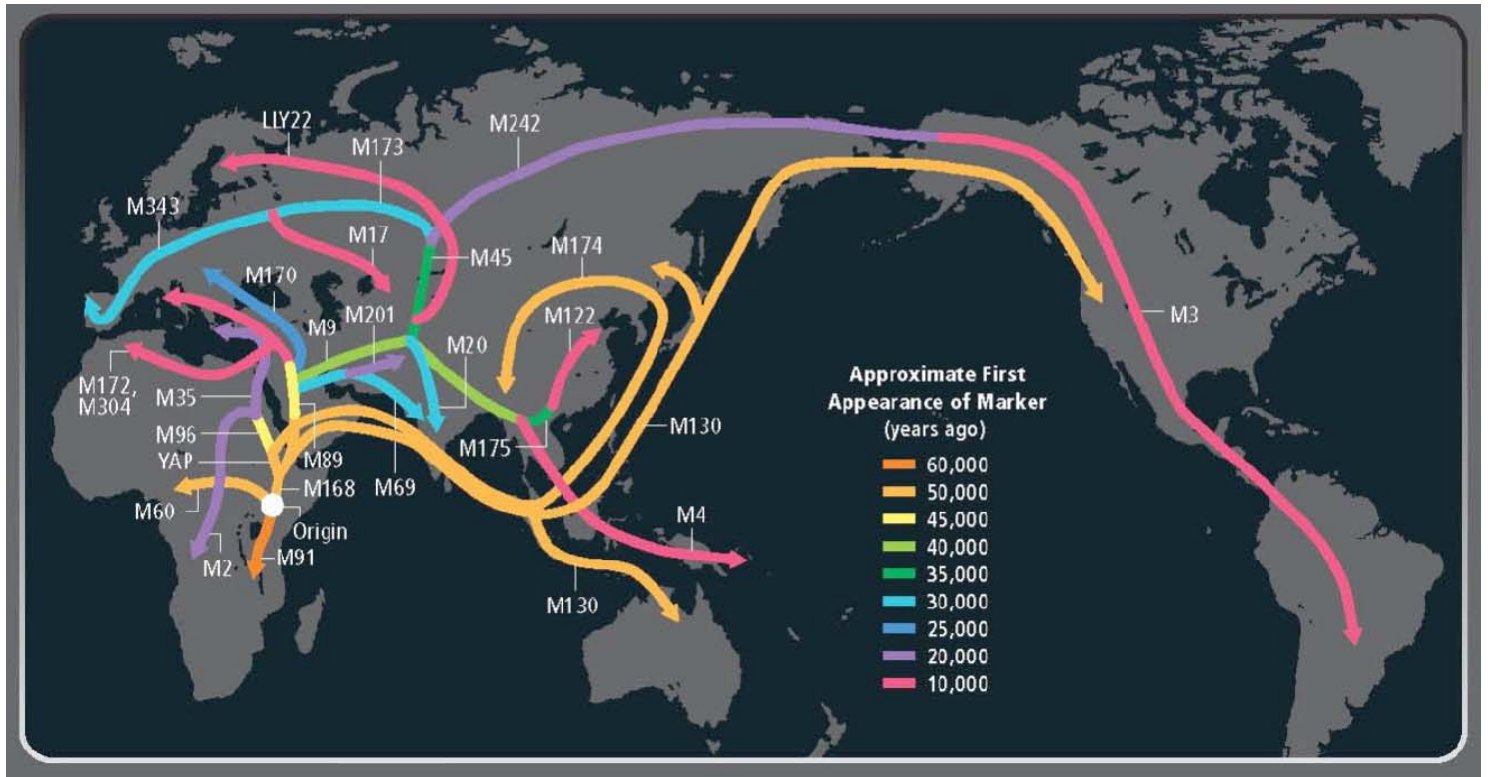 LLY22
M242
M173
M343
M17
M174
M45
M170
M201
M122
M9
M20
M3
M172,
M304
M35
M96
YAP
M89
M175
M130
M168
M69
M60
Origin
M4
M91
M2
M130
Approximate First
Appearance of Marker
(years ago)
60,000
50,000
45,000
40,000
35,000
30,000
25,000
20,000
10,000